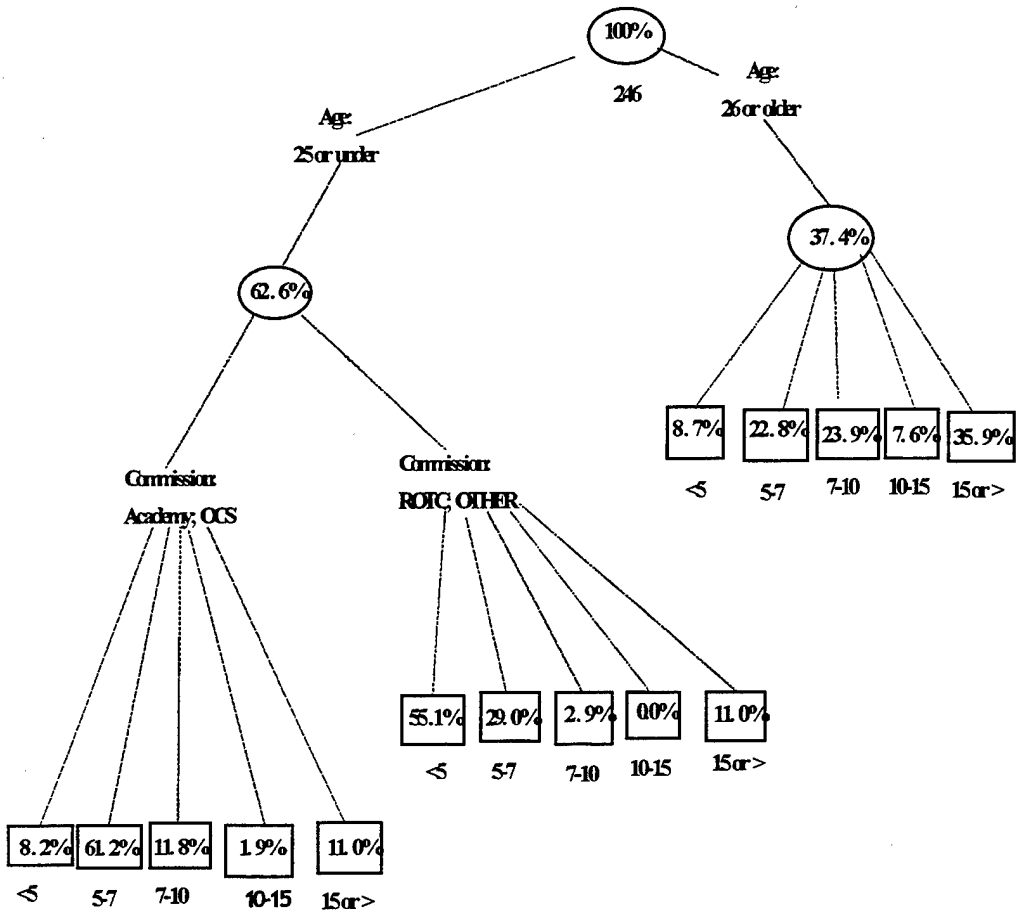 100%
246
Age:
26 or older
Age:
25 or under
37.4%
62.6%
8.7% 22.8% 23.9% 7.6% 35.9%
<5 5-7 7-10 10-15 15 or >
Commission:
Academy; OCS
Commission:
ROTC; OTHER
55.1% 29.0% 2.9% 0.0% 11.0%
<5 5-7 7-10 10-15 15 or >
8.2% 61.2% 11.8% 1.9% 11.0%
<5 5-7 7-10 10-15 15 or >